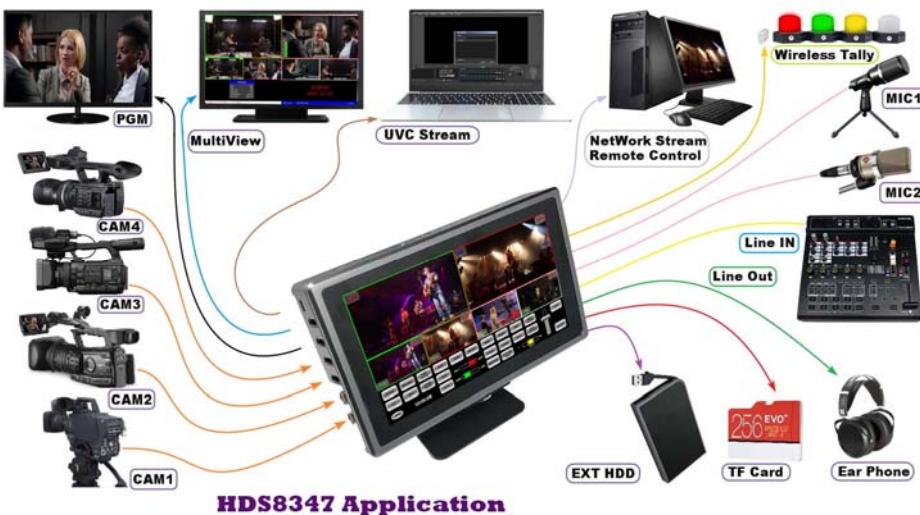 PGM
MultiView
UVC Stream
NetWork Stream
Remote Control
Wireless Tally
MIC1
MIC2
CAM4
CAM3
CAM2
CAM1
Line IN
Line Out
EXT HDD
256 EVO
TF Card
Ear Phone
HDS8347 Application